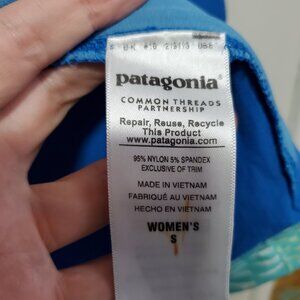 patagonia®
COMMON THREADS
PARTNERSHIP
Repair, Reuse, Recycle
This Product
www.patagonia.com
95% NYLON 5% SPANDEX
EXCLUSIVE OF TRIM
MADE IN VIETNAM
FABRIQUÉ AU VIETNAM
HECHO EN VIETNAM
WOMEN'S
S